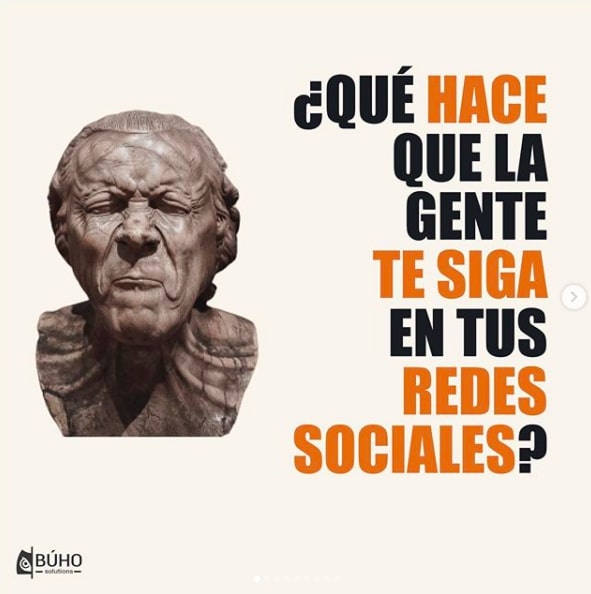 ¿QUÉ HACE
QUE LA
GENTE
TE SIGA
EN TUS
REDES
SOCIALES?
BÚHO
solutions